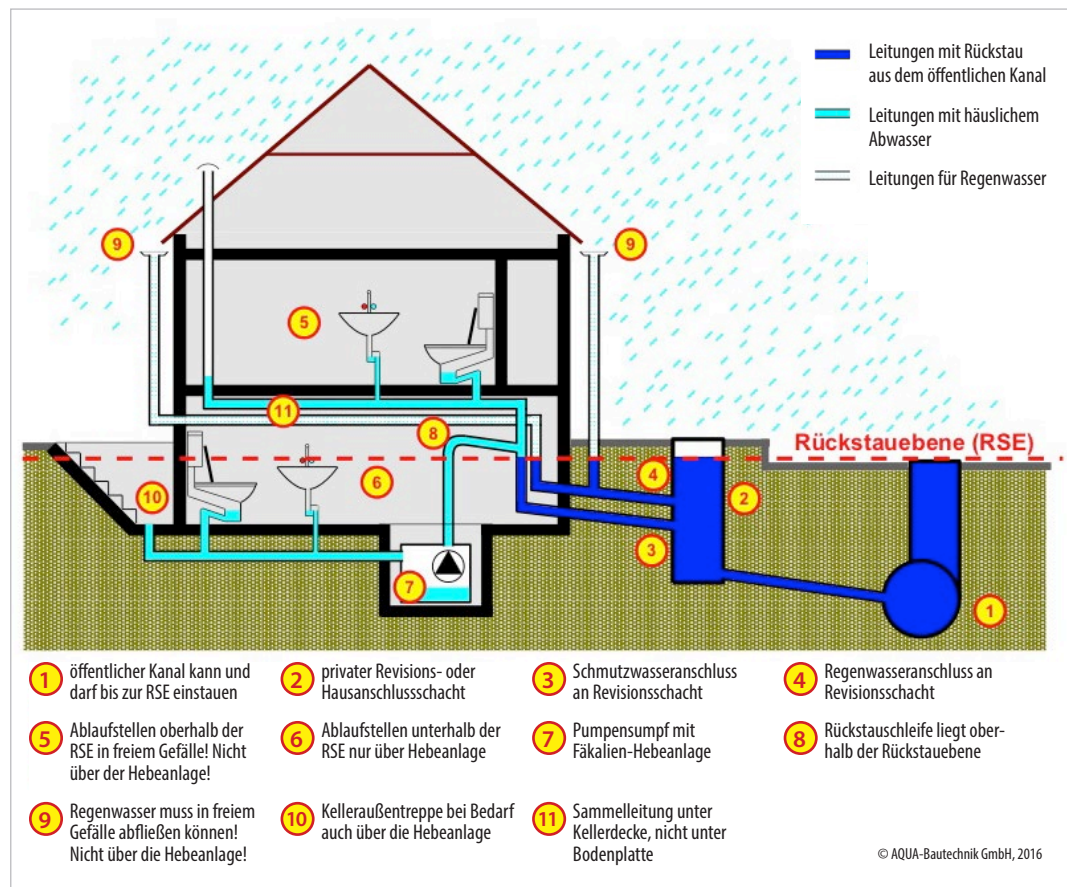 Leitungen mit Rückstau
aus dem öffentlichen Kanal
Leitungen mit häuslichem
Abwasser
Leitungen für Regenwasser
9
9
5
11
8
Rückstauebene (RSE)
4
6
10
2
3
7
1
1 öffentlicher Kanal kann und
darf bis zur RSE einstauen
2 privater Revisions- oder
Hausanschlussschacht
3 Schmutzwasseranschluss
an Revisionsschacht
4 Regenwasseranschluss an
Revisionsschacht
5 Ablaufstellen oberhalb der
RSE in freiem Gefälle! Nicht
über der Hebeanlage!
6 Ablaufstellen unterhalb der
RSE nur über Hebeanlage
7 Pumpensumpf mit
Fäkalien-Hebeanlage
8 Rückstauschleife liegt ober-
halb der Rückstauebene
9 Regenwasser muss in freiem
Gefälle abfließen können!
Nicht über die Hebeanlage!
10 Kelleraußentreppe bei Bedarf
auch über die Hebeanlage
11 Sammelleitung unter
Kellerdecke, nicht unter
Bodenplatte
© AQUA-Bautechnik GmbH, 2016